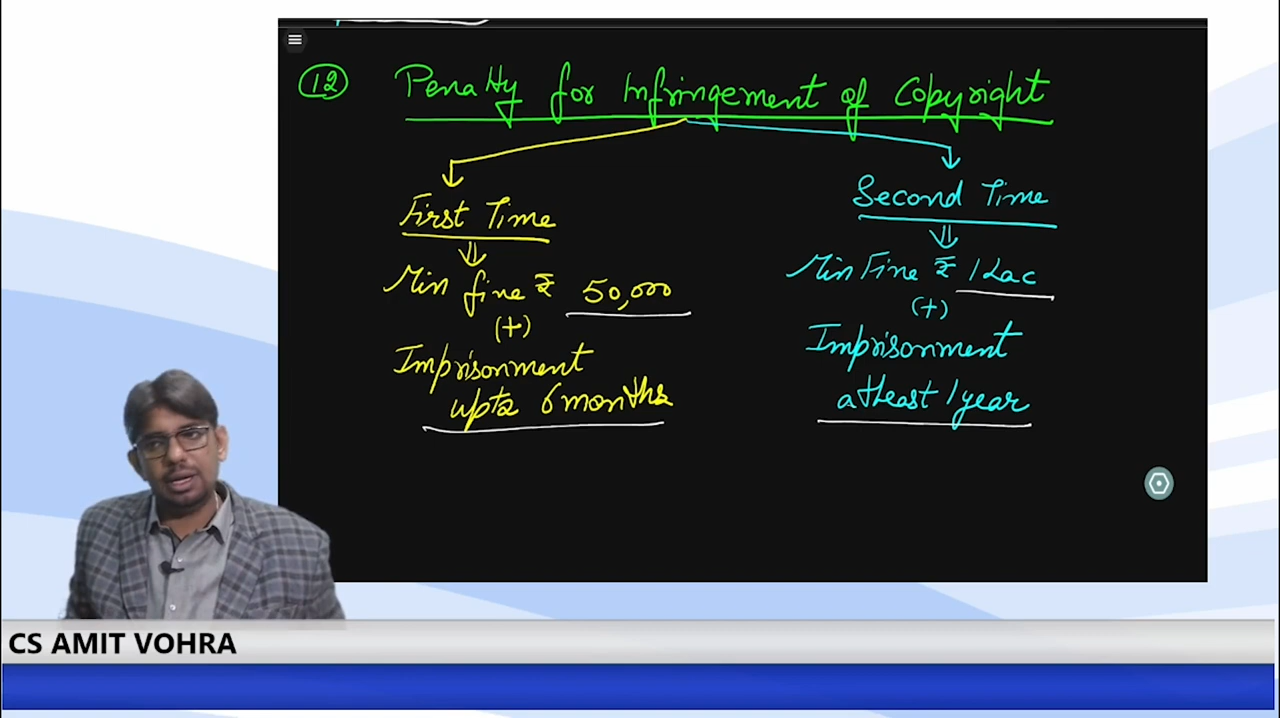 12 Penalty for Infringement of Copyright
First Time
Min fine ₹ 50,000
(+)
Imprisonment
upto 6 months
Second Time
Min Fine ₹ 1 Lac
(+)
Imprisonment
atleast 1 year
CS AMIT VOHRA